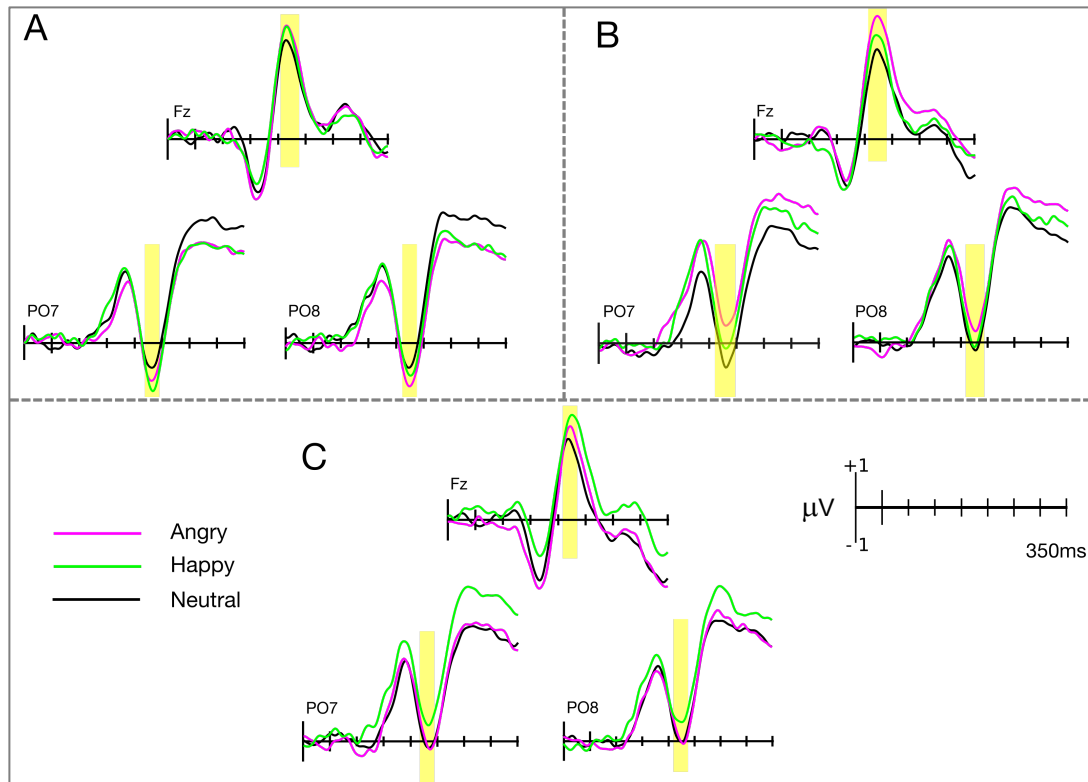 A
Fz
PO7
PO8
B
Fz
PO7
PO8
C
Fz
PO7
PO8
Angry
Happy
Neutral
+1
μV
-1
350ms